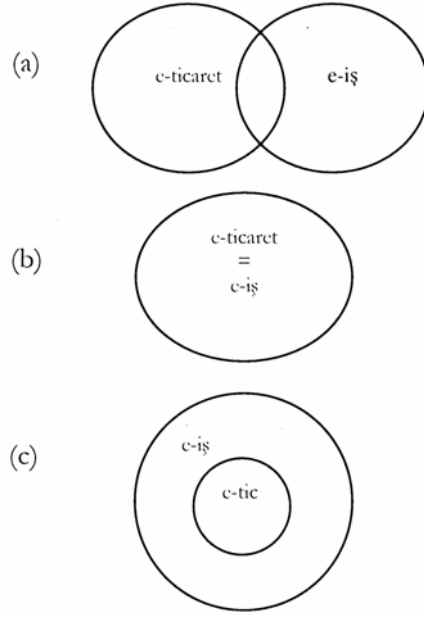 (a)
e-ticaret
e-iş
(b)
e-ticaret
=
e-iş
(c)
e-iş
e-tic